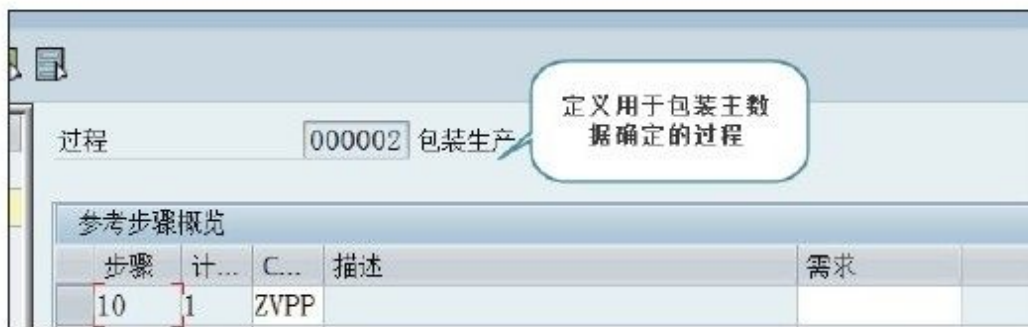 定义用于包装主数
据确定的过程
过程 000002 包装生产
参考步骤概览
步骤 计... C... 描述 需求
10 1 ZVPP